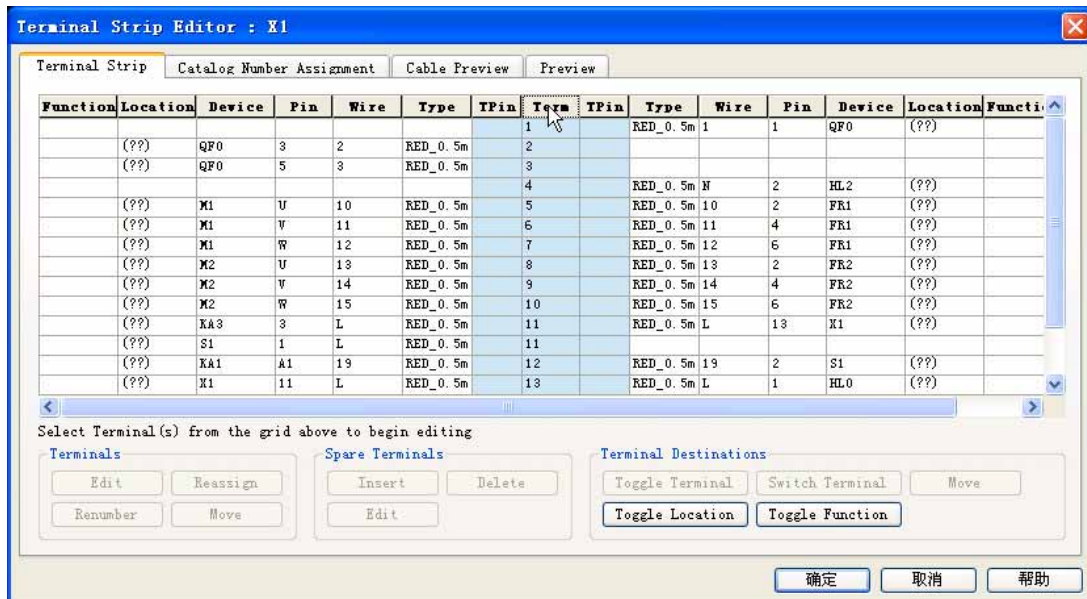 Terminal Strip Editor : X1
Terminal Strip Catalog Number Assignment Cable Preview Preview
Function Location Device Pin Wire Type TPin Term TPin Type Wire Pin Device Location Functi
1 RED_0.5m 1 1 QF0 (??)
(??) QF0 3 2 RED_0.5m 2
(??) QF0 5 3 RED_0.5m 3
4 RED_0.5m N 2 HL2 (??)
(??) M1 U 10 RED_0.5m 5 RED_0.5m 10 2 FR1 (??)
(??) M1 V 11 RED_0.5m 6 RED_0.5m 11 4 FR1 (??)
(??) M1 W 12 RED_0.5m 7 RED_0.5m 12 6 FR1 (??)
(??) M2 U 13 RED_0.5m 8 RED_0.5m 13 2 FR2 (??)
(??) M2 V 14 RED_0.5m 9 RED_0.5m 14 4 FR2 (??)
(??) M2 W 15 RED_0.5m 10 RED_0.5m 15 6 FR2 (??)
(??) KA3 3 L RED_0.5m 11 RED_0.5m L 13 X1 (??)
(??) S1 1 L RED_0.5m 11
(??) KA1 A1 19 RED_0.5m 12 RED_0.5m 19 2 S1 (??)
(??) X1 11 L RED_0.5m 13 RED_0.5m L 1 HL0 (??)
Select Terminal(s) from the grid above to begin editing
Terminals Spare Terminals Terminal Destinations
Edit Reassign Insert Delete Toggle Terminal Switch Terminal Move
Renumber Move Edit Toggle Location Toggle Function
确定 取消 帮助